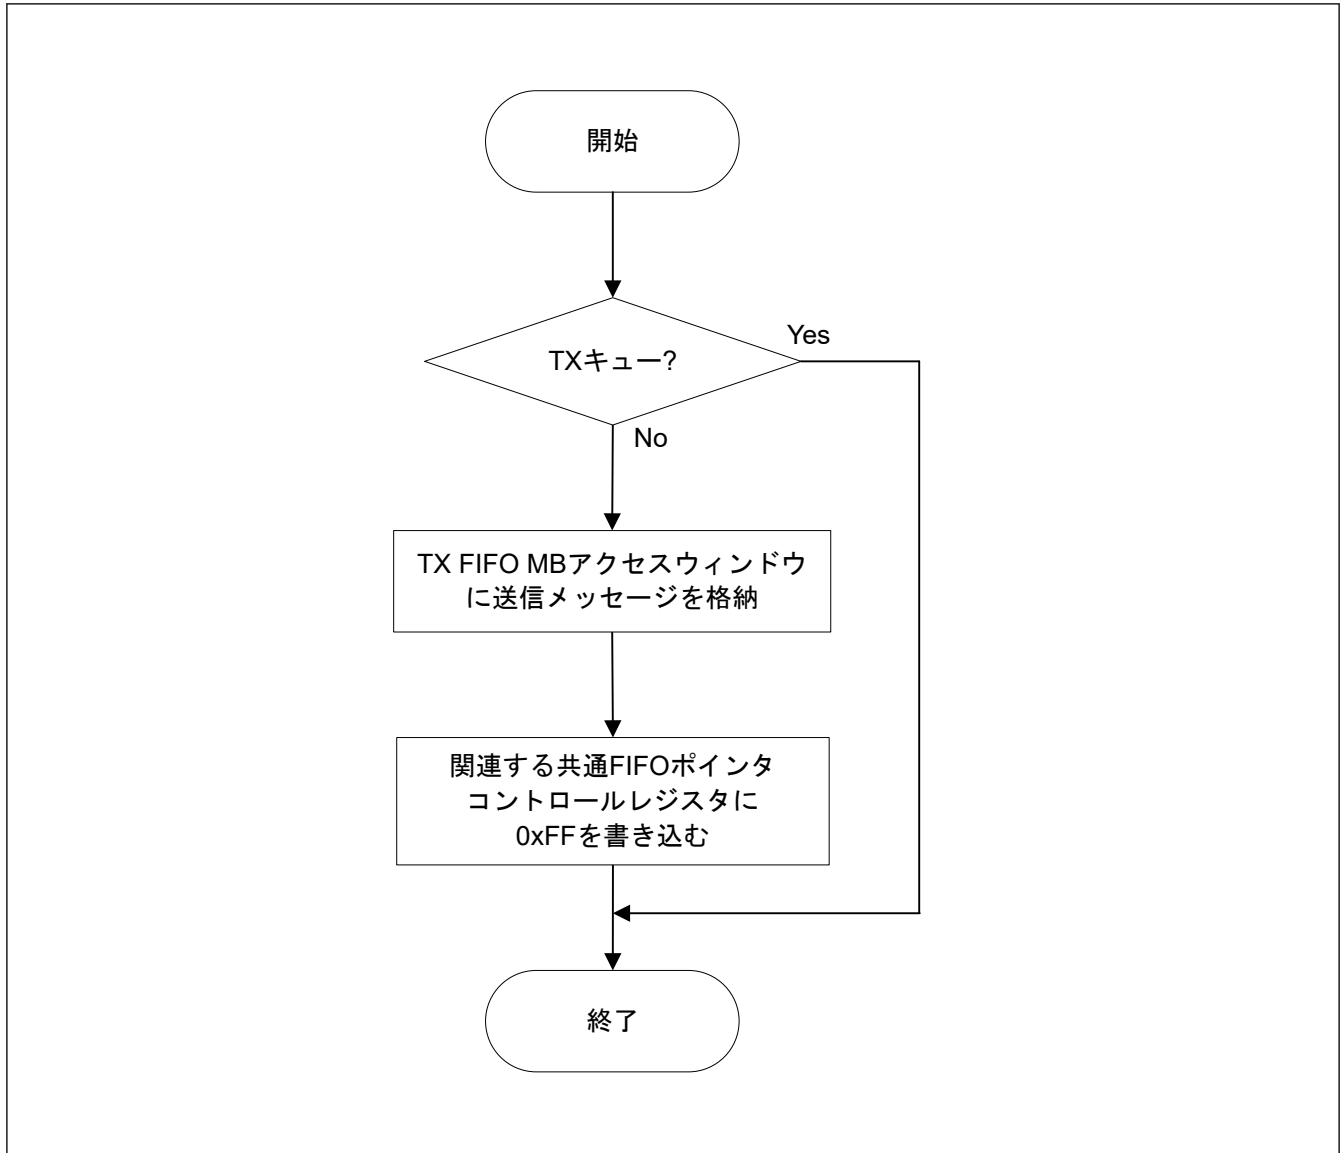 開始
TXキュー?
Yes
No
TX FIFO MBアクセスウィンドウ
に送信メッセージを格納
関連する共通FIFOポインタ
コントロールレジスタに
0xFFを書き込む
終了